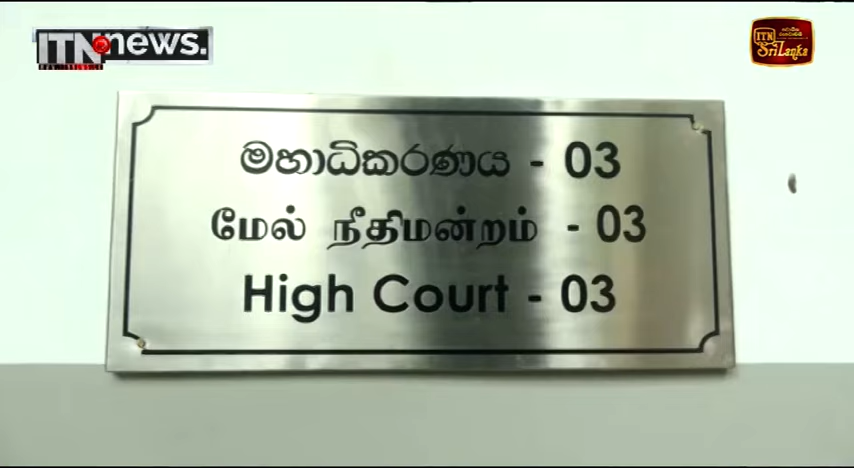 ITN news.
ITN
Sri Lanka
මහාධිකරණය - 03
மேல் நீதிமன்றம் - 03
High Court - 03